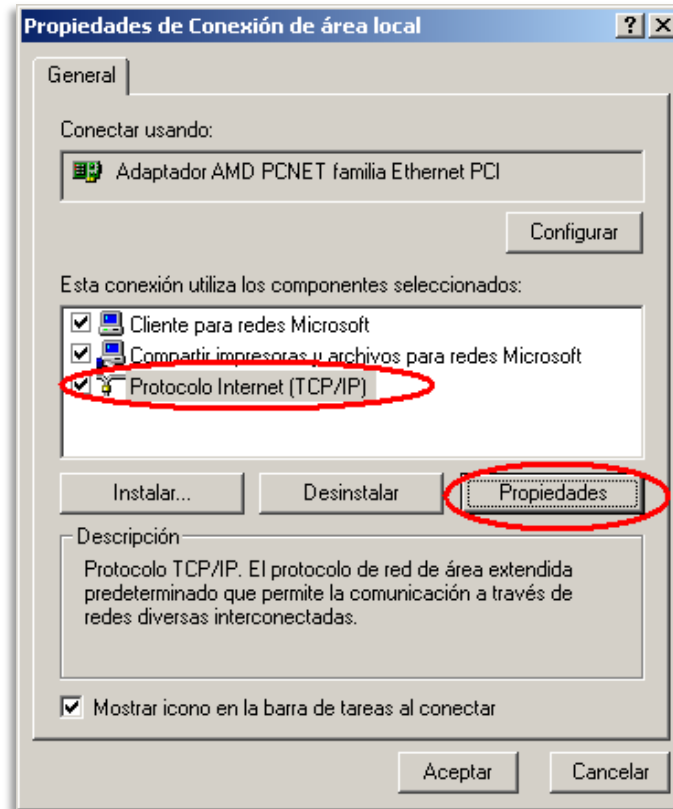 Propiedades de Conexión de área local
General
Conectar usando:
Adaptador AMD PCNET familia Ethernet PCI
Configurar
Esta conexión utiliza los componentes seleccionados:
Cliente para redes Microsoft
Compartir impresoras y archivos para redes Microsoft
Protocolo Internet (TCP/IP)
Instalar... Desinstalar Propiedades
Descripción
Protocolo TCP/IP. El protocolo de red de área extendida
predeterminado que permite la comunicación a través de
redes diversas interconectadas.
Mostrar icono en la barra de tareas al conectar
Aceptar Cancelar